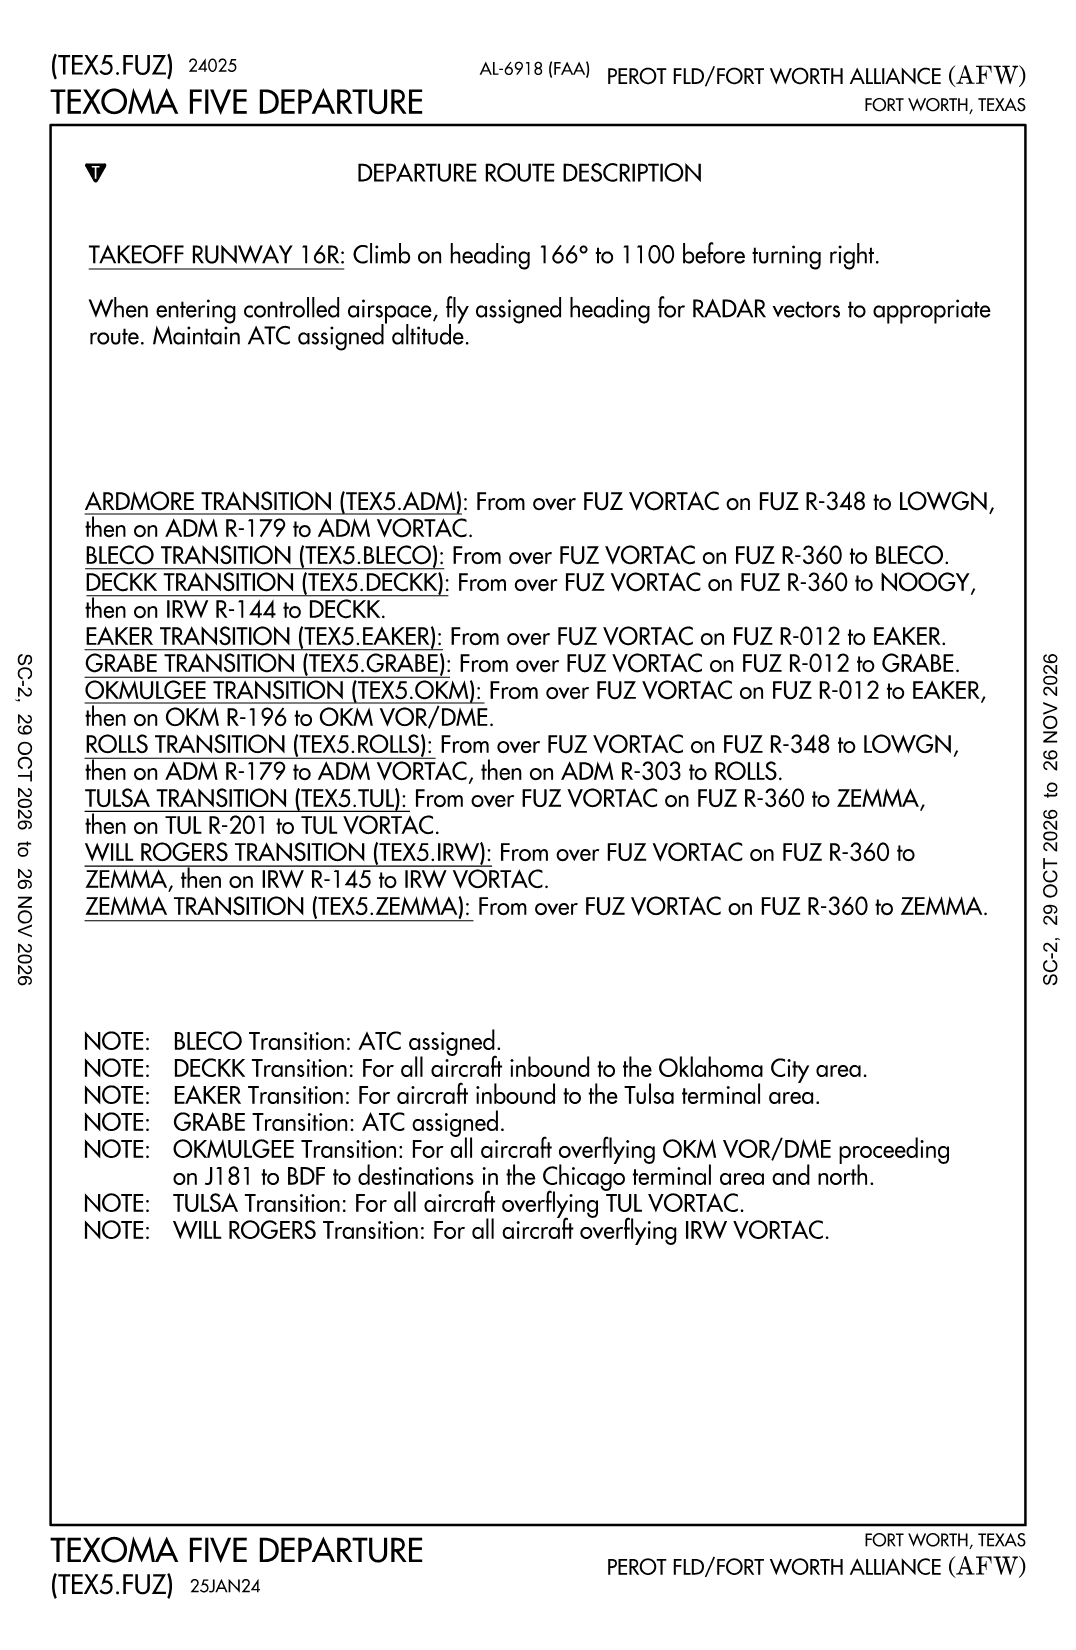 (TEX5.FUZ) 24025
AL-6918 (FAA)
PEROT FLD/FORT WORTH ALLIANCE (AFW)
TEXOMA FIVE DEPARTURE
FORT WORTH, TEXAS
T
DEPARTURE ROUTE DESCRIPTION
TAKEOFF RUNWAY 16R: Climb on heading 166° to 1100 before turning right.
When entering controlled airspace, fly assigned heading for RADAR vectors to appropriate
route. Maintain ATC assigned altitude.
ARDMORE TRANSITION (TEX5.ADM): From over FUZ VORTAC on FUZ R-348 to LOWGN,
then on ADM R-179 to ADM VORTAC.
BLECO TRANSITION (TEX5.BLECO): From over FUZ VORTAC on FUZ R-360 to BLECO.
DECKK TRANSITION (TEX5.DECKK): From over FUZ VORTAC on FUZ R-360 to NOOGY,
then on IRW R-144 to DECKK.
EAKER TRANSITION (TEX5.EAKER): From over FUZ VORTAC on FUZ R-012 to EAKER.
GRABE TRANSITION (TEX5.GRABE): From over FUZ VORTAC on FUZ R-012 to GRABE.
OKMULGEE TRANSITION (TEX5.OKM): From over FUZ VORTAC on FUZ R-012 to EAKER,
then on OKM R-196 to OKM VOR/DME.
ROLLS TRANSITION (TEX5.ROLLS): From over FUZ VORTAC on FUZ R-348 to LOWGN,
then on ADM R-179 to ADM VORTAC, then on ADM R-303 to ROLLS.
TULSA TRANSITION (TEX5.TUL): From over FUZ VORTAC on FUZ R-360 to ZEMMA,
then on TUL R-201 to TUL VORTAC.
WILL ROGERS TRANSITION (TEX5.IRW): From over FUZ VORTAC on FUZ R-360 to
ZEMMA, then on IRW R-145 to IRW VORTAC.
ZEMMA TRANSITION (TEX5.ZEMMA): From over FUZ VORTAC on FUZ R-360 to ZEMMA.
NOTE: BLECO Transition: ATC assigned.
NOTE: DECKK Transition: For all aircraft inbound to the Oklahoma City area.
NOTE: EAKER Transition: For aircraft inbound to the Tulsa terminal area.
NOTE: GRABE Transition: ATC assigned.
NOTE: OKMULGEE Transition: For all aircraft overflying OKM VOR/DME proceeding
on J181 to BDF to destinations in the Chicago terminal area and north.
NOTE: TULSA Transition: For all aircraft overflying TUL VORTAC.
NOTE: WILL ROGERS Transition: For all aircraft overflying IRW VORTAC.
SC-2, 29 OCT 2026 to 26 NOV 2026
SC-2, 29 OCT 2026 to 26 NOV 2026
TEXOMA FIVE DEPARTURE
FORT WORTH, TEXAS
PEROT FLD/FORT WORTH ALLIANCE (AFW)
(TEX5.FUZ) 25JAN24